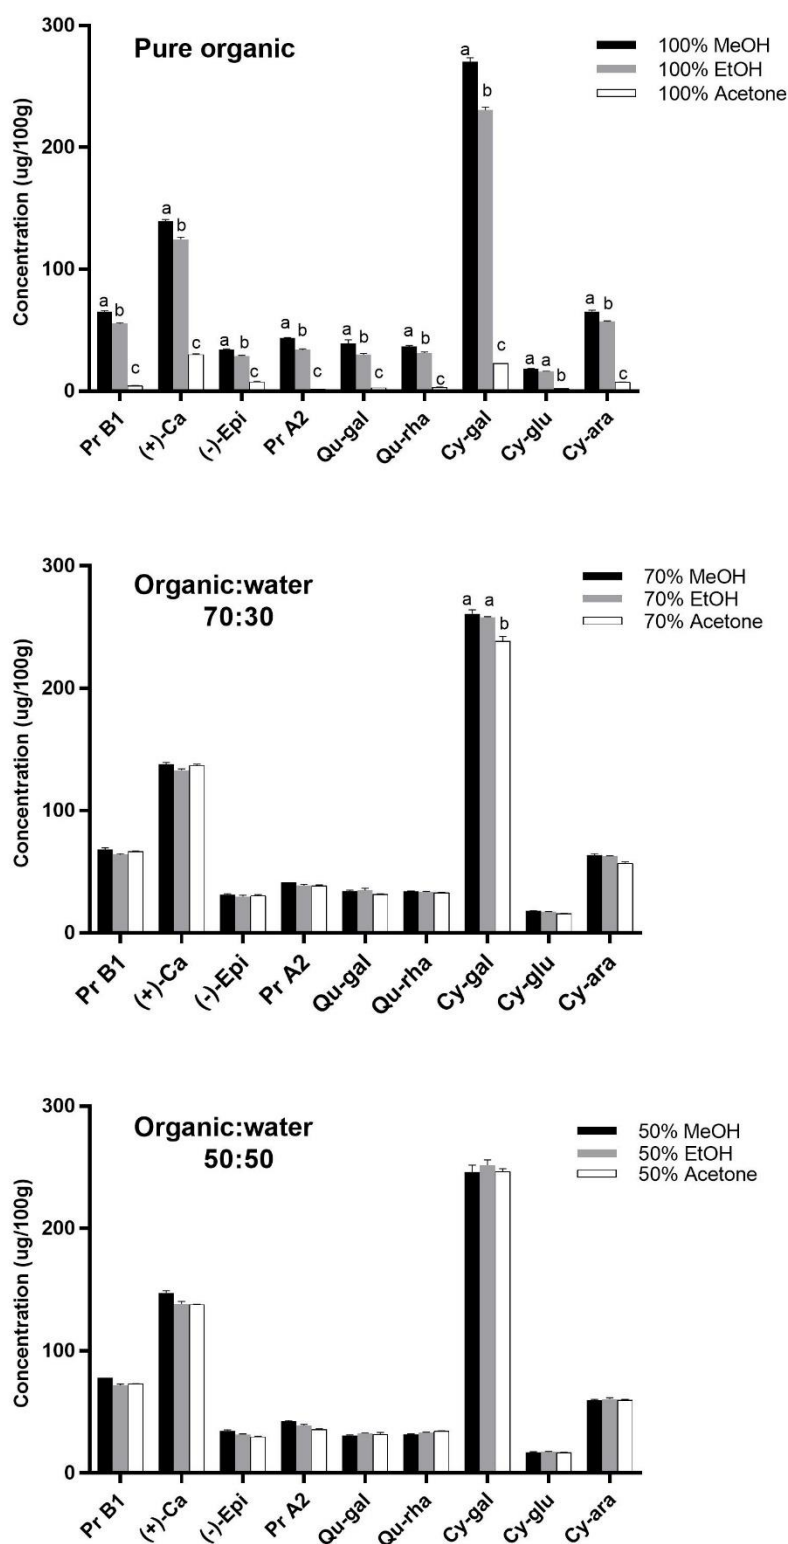 Pure organic
100% MeOH
100% EtOH
100% Acetone
Concentration (ug/100g)
300
200
100
0
a b c
a b c
a b c
a b c
a b c
a b c
a b c
a a b
a b c
Pr B1
(+)-Ca
(-)-Epi
Pr A2
Qu-gal
Qu-rha
Cy-gal
Cy-glu
Cy-ara
Organic:water
70:30
70% MeOH
70% EtOH
70% Acetone
Concentration (ug/100g)
300
200
100
0
a a b
Pr B1
(+)-Ca
(-)-Epi
Pr A2
Qu-gal
Qu-rha
Cy-gal
Cy-glu
Cy-ara
Organic:water
50:50
50% MeOH
50% EtOH
50% Acetone
Concentration (ug/100g)
300
200
100
0
Pr B1
(+)-Ca
(-)-Epi
Pr A2
Qu-gal
Qu-rha
Cy-gal
Cy-glu
Cy-ara